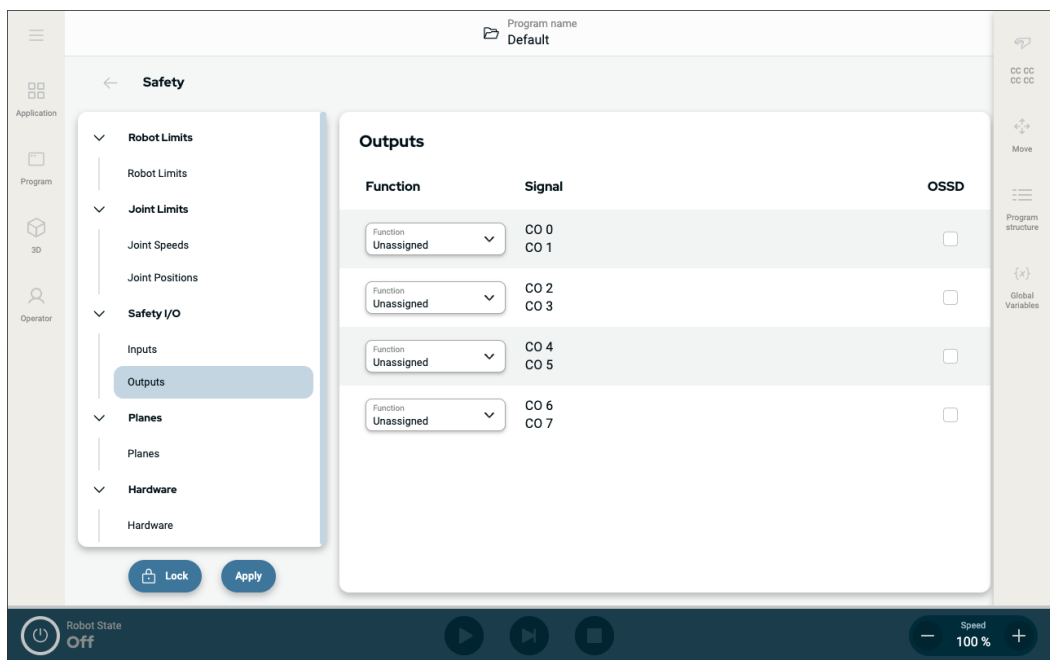 Program name
Default
Application
Program
3D
Operator
Safety
Robot Limits
Robot Limits
Joint Limits
Joint Speeds
Joint Positions
Safety I/O
Inputs
Outputs
Planes
Planes
Hardware
Hardware
Lock
Apply
Outputs
Function Signal OSSD
Function
Unassigned
CO 0
CO 1
Function
Unassigned
CO 2
CO 3
Function
Unassigned
CO 4
CO 5
Function
Unassigned
CO 6
CO 7
CC CC
CC CC
Move
Program
structure
{x}
Global
Variables
Robot State
Off
Speed
100 %